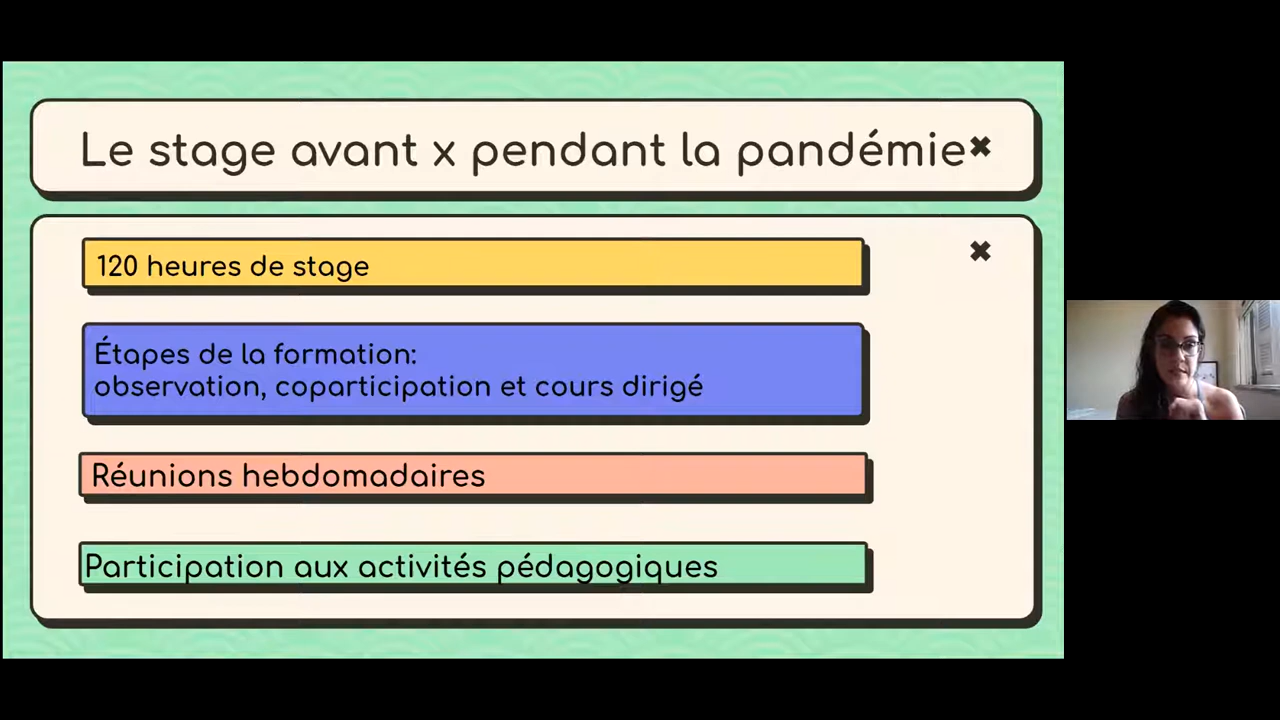 Le stage avant x pendant la pandémie
120 heures de stage
Étapes de la formation:
observation, coparticipation et cours dirigé
Réunions hebdomadaires
Participation aux activités pédagogiques